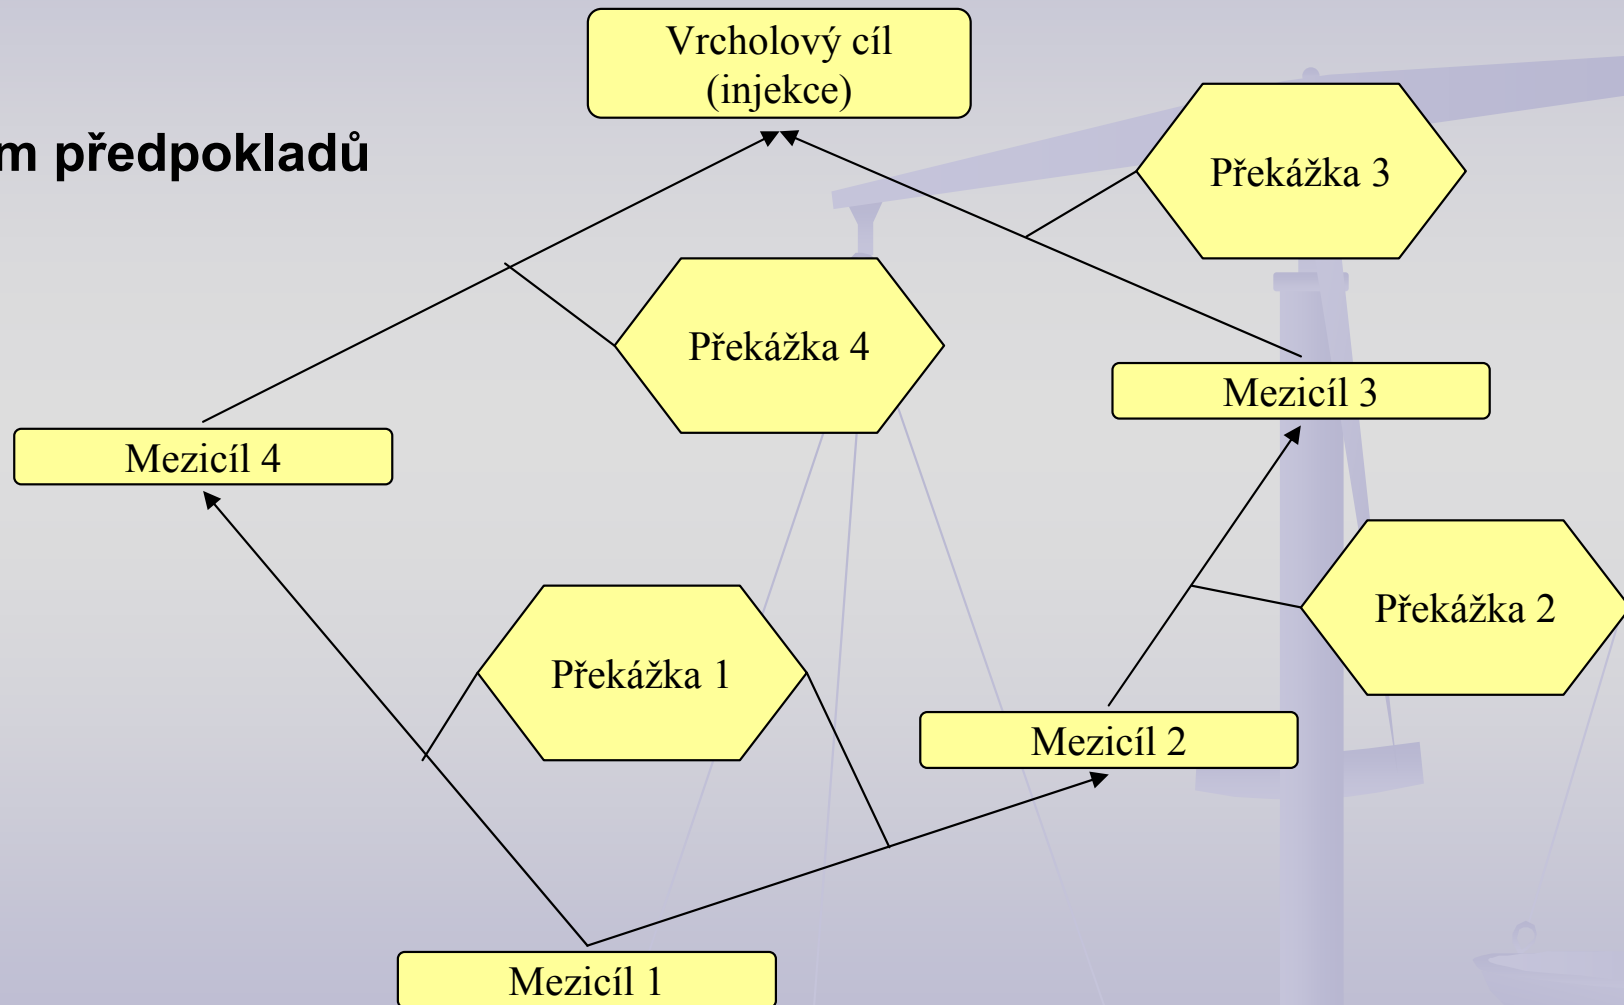 Vrcholový cíl
(injekce)
m předpokladů
Překážka 3
Překážka 4
Mezicíl 3
Mezicíl 4
Překážka 2
Překážka 1
Mezicíl 2
Mezicíl 1